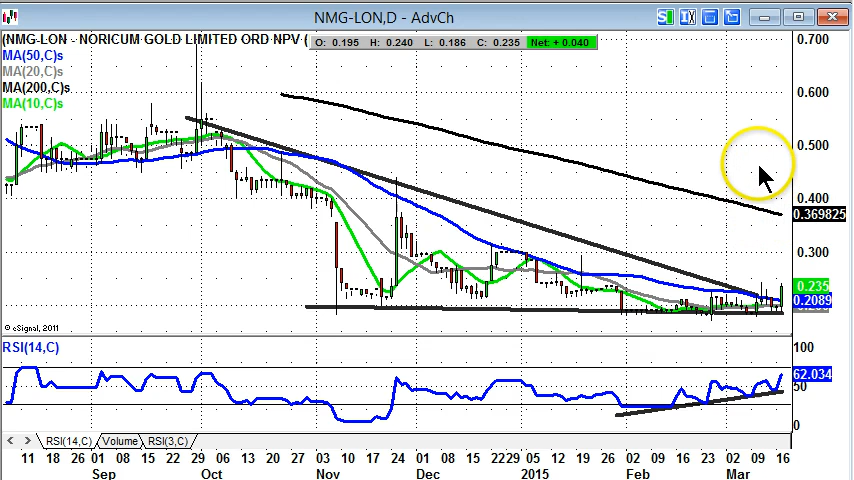 NMG-LON,D - AdvCh
(NMG-LON - NORICUM GOLD LIMITED ORD NPV (
O: 0.195 H: 0.240 L: 0.186 C: 0.235 Net: + 0.040
MA(50,C)s
MA(20,C)s
MA(200,C)s
MA(10,C)s
0.700
0.600
0.500
0.400
0.369825
0.300
0.235
0.2089
© eSignal, 2011
RSI(14,C)
100
62.034
50
0
RSI(14,C) Volume RSI(3,C)
11 18 26 01 08 15 22 29 06 13 20 27 03 10 17 24 01 08 15 22 29 05 12 19 26 02 09 16 23 02 09 16
Sep Oct Nov Dec 2015 Feb Mar